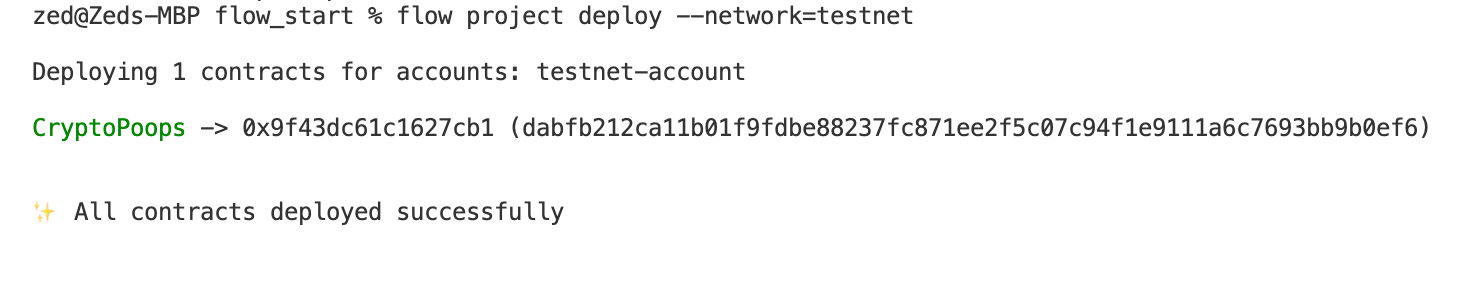 zed@Zeds-MBP flow_start % flow project deploy --network=testnet
Deploying 1 contracts for accounts: testnet-account
CryptoPoops -> 0x9f43dc61c1627cb1 (dabfb212ca11b01f9fdbe88237fc871ee2f5c07c94f1e9111a6c7693bb9b0ef6)
✨ All contracts deployed successfully